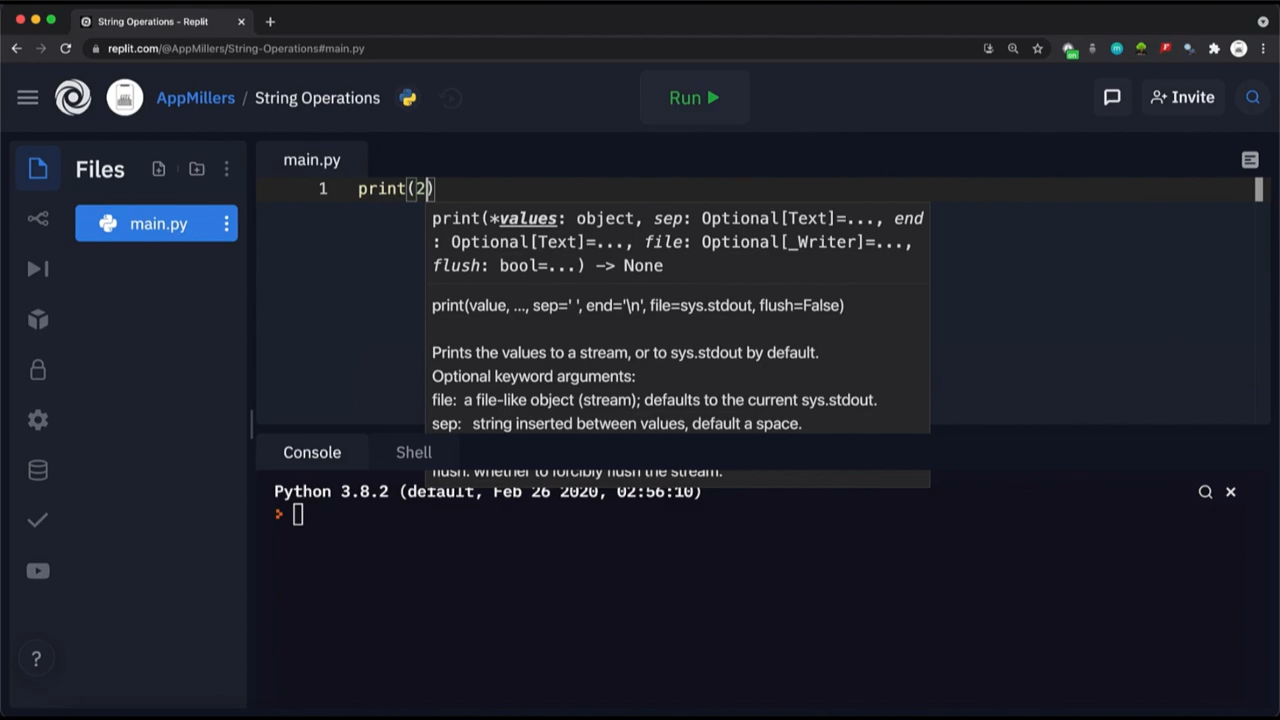 String Operations - Replit
replit.com/@AppMillers/String-Operations#main.py
AppMillers / String Operations
Run
Invite
Files
main.py
main.py
1 print(2)
print(*values: object, sep: Optional[Text]=..., end
: Optional[Text]=..., file: Optional[_Writer]=...,
flush: bool=...) -> None
print(value, ..., sep=' ', end='\n', file=sys.stdout, flush=False)
Prints the values to a stream, or to sys.stdout by default.
Optional keyword arguments:
file: a file-like object (stream); defaults to the current sys.stdout.
sep: string inserted between values, default a space.
Console Shell
flush: whether to forcibly flush the stream.
Python 3.8.2 (default, Feb 26 2020, 02:56:10)
>
?